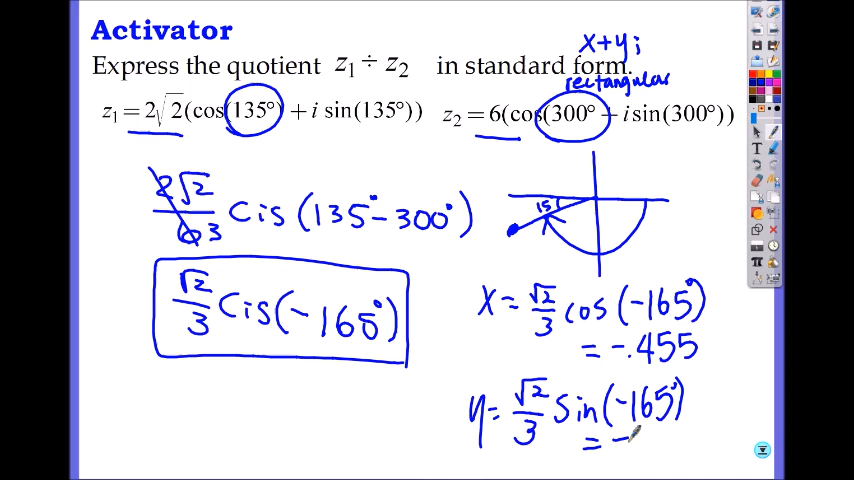 Activator
x+yi
Express the quotient z₁ ÷ z₂ in standard form.
rectangular
z₁ = 2√2(cos(135°) + i sin(135°)) z₂ = 6(cos(300° + i sin(300°))
2√2/6 3 cis (135° - 300°)
15
√2/3 Cis(-165°)
x = √2/3 cos (-165°)
= -.455
y = √2/3 Sin(-165°)
= -